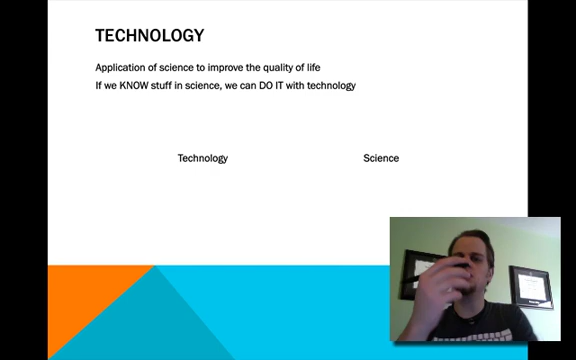 TECHNOLOGY
Application of science to improve the quality of life
If we KNOW stuff in science, we can DO IT with technology
Technology
Science